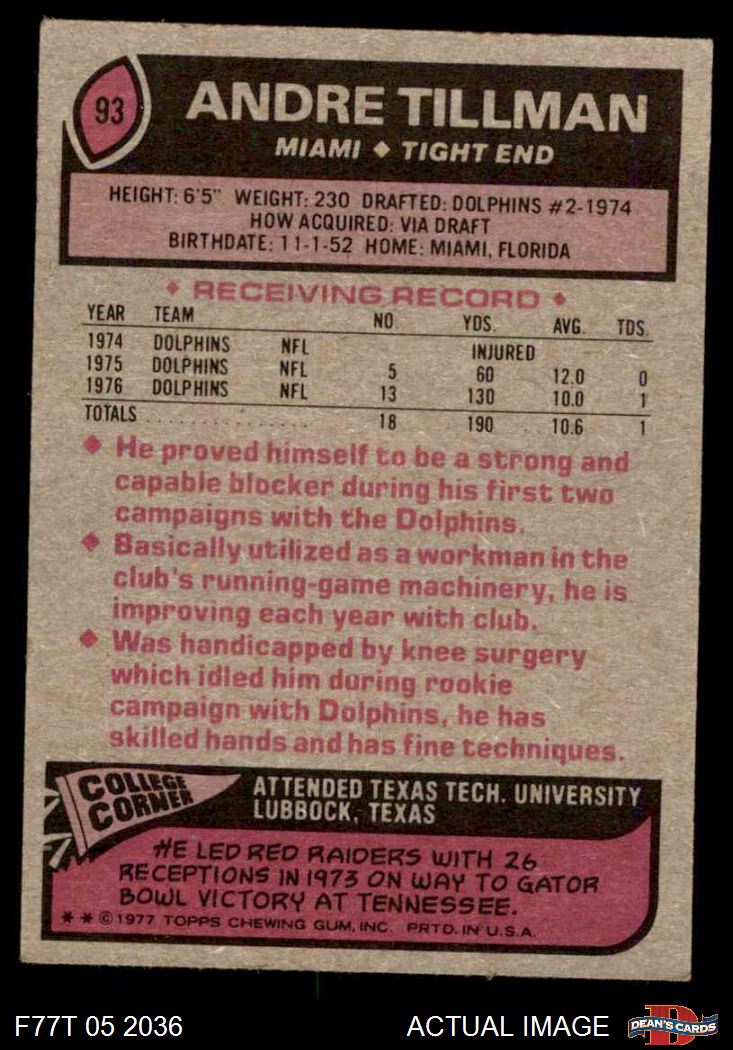 93
ANDRE TILLMAN
MIAMI ♦ TIGHT END
HEIGHT: 6'5" WEIGHT: 230 DRAFTED: DOLPHINS #2-1974
HOW ACQUIRED: VIA DRAFT
BIRTHDATE: 11-1-52 HOME: MIAMI, FLORIDA
♦ RECEIVING RECORD ♦
YEAR TEAM NO. YDS. AVG. TDS.
1974 DOLPHINS NFL INJURED
1975 DOLPHINS NFL 5 60 12.0 0
1976 DOLPHINS NFL 13 130 10.0 1
TOTALS . . . . . . . . . . . . . . . . 18 190 10.6 1
♦ He proved himself to be a strong and
capable blocker during his first two
campaigns with the Dolphins.
♦ Basically utilized as a workman in the
club's running-game machinery, he is
improving each year with club.
♦ Was handicapped by knee surgery
which idled him during rookie
campaign with Dolphins, he has
skilled hands and has fine techniques.
COLLEGE
CORNER
ATTENDED TEXAS TECH. UNIVERSITY
LUBBOCK, TEXAS
HE LED RED RAIDERS WITH 26
RECEPTIONS IN 1973 ON WAY TO GATOR
BOWL VICTORY AT TENNESSEE.
* * © 1977 TOPPS CHEWING GUM, INC. PRTD. IN U.S.A.
F77T 05 2036 ACTUAL IMAGE
D
DEAN'S CARDS